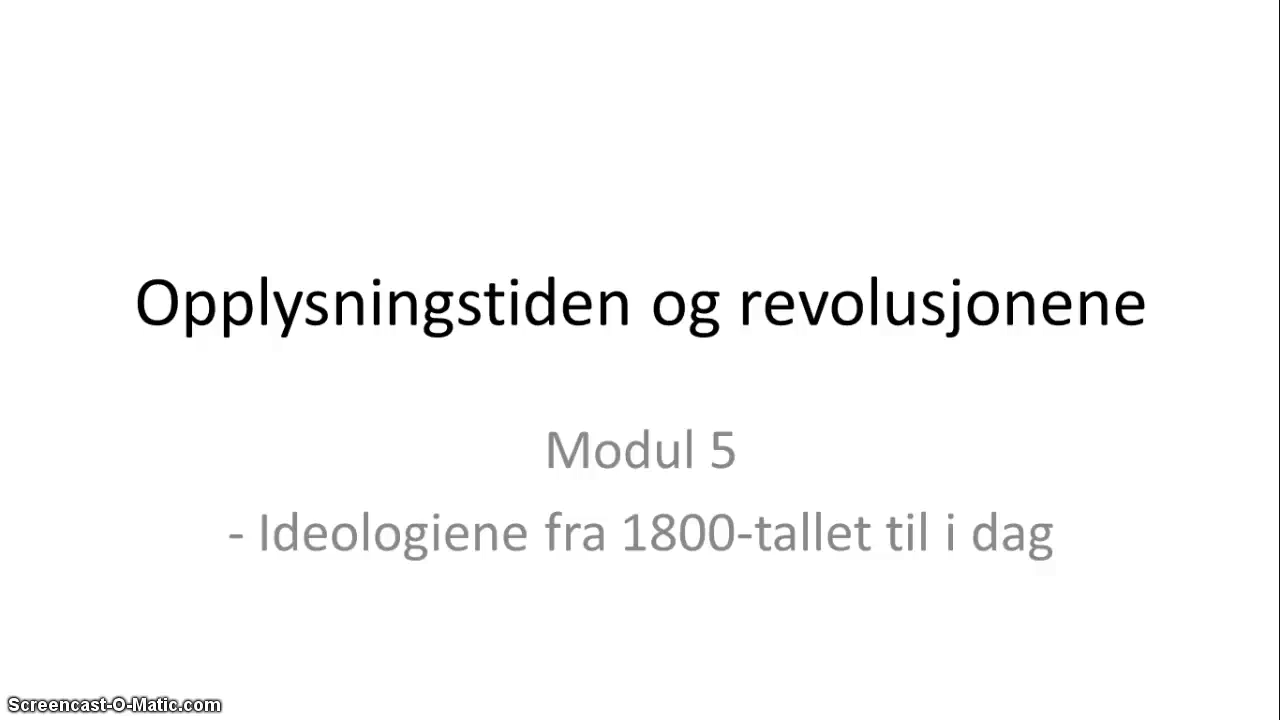 Opplysningstiden og revolusjonene
Modul 5
- Ideologiene fra 1800-tallet til i dag
Screencast-O-Matic.com